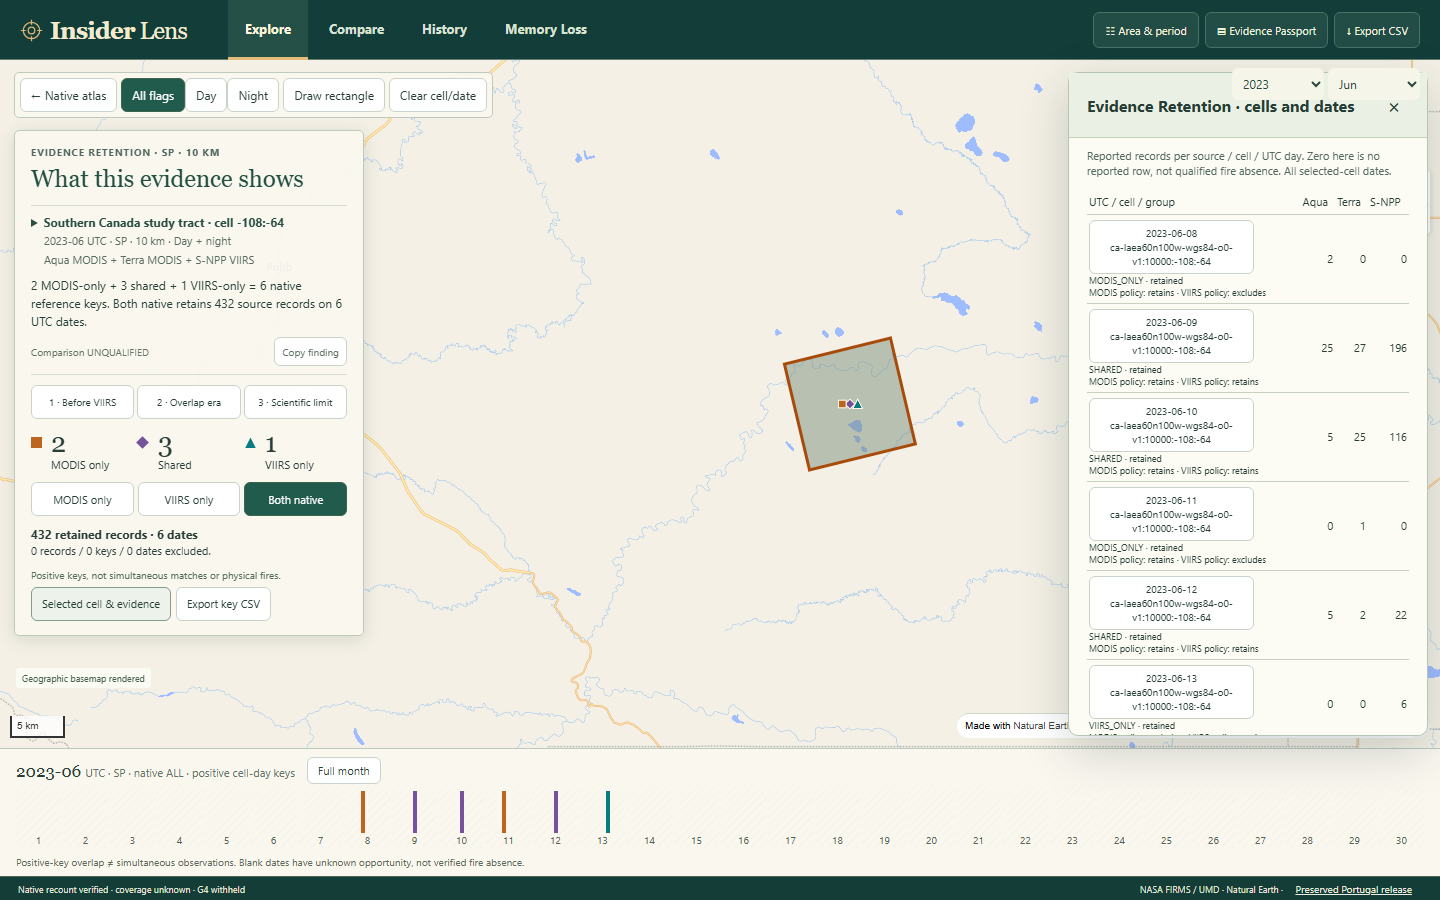 Insider Lens
Explore
Compare
History
Memory Loss
Area & period
Evidence Passport
↓ Export CSV
← Native atlas
All flags
Day
Night
Draw rectangle
Clear cell/date
EVIDENCE RETENTION · SP · 10 KM
What this evidence shows
Southern Canada study tract · cell -108:-64
2023-06 UTC · SP · 10 km · Day + night
Aqua MODIS + Terra MODIS + S-NPP VIIRS
2 MODIS-only + 3 shared + 1 VIIRS-only = 6 native
reference keys. Both native retains 432 source records on 6
UTC dates.
Comparison UNQUALIFIED
Copy finding
1 · Before VIIRS
2 · Overlap era
3 · Scientific limit
2
MODIS only
3
Shared
1
VIIRS only
MODIS only
VIIRS only
Both native
432 retained records · 6 dates
0 records / 0 keys / 0 dates excluded.
Positive keys, not simultaneous matches or physical fires.
Selected cell & evidence
Export key CSV
Geographic basemap rendered
5 km
Made with Natural Earth
2023
Jun
Evidence Retention · cells and dates
×
Reported records per source / cell / UTC day. Zero here is no
reported row, not qualified fire absence. All selected-cell dates.
UTC / cell / group Aqua Terra S-NPP
2023-06-08
ca-laea60n100w-wgs84-o0-
v1:10000:-108:-64
2 0 0
MODIS_ONLY · retained
MODIS policy: retains · VIIRS policy: excludes
2023-06-09
ca-laea60n100w-wgs84-o0-
v1:10000:-108:-64
25 27 196
SHARED · retained
MODIS policy: retains · VIIRS policy: retains
2023-06-10
ca-laea60n100w-wgs84-o0-
v1:10000:-108:-64
5 25 116
SHARED · retained
MODIS policy: retains · VIIRS policy: retains
2023-06-11
ca-laea60n100w-wgs84-o0-
v1:10000:-108:-64
0 1 0
MODIS_ONLY · retained
MODIS policy: retains · VIIRS policy: excludes
2023-06-12
ca-laea60n100w-wgs84-o0-
v1:10000:-108:-64
5 2 22
SHARED · retained
MODIS policy: retains · VIIRS policy: retains
2023-06-13
ca-laea60n100w-wgs84-o0-
v1:10000:-108:-64
0 0 6
VIIRS_ONLY · retained
2023-06 UTC · SP · native ALL · positive cell-day keys
Full month
1 2 3 4 5 6 7 8 9 10 11 12 13 14 15 16 17 18 19 20 21 22 23 24 25 26 27 28 29 30
Positive-key overlap ≠ simultaneous observations. Blank dates have unknown opportunity, not verified fire absence.
Native recount verified · coverage unknown · G4 withheld
NASA FIRMS / UMD · Natural Earth ·
Preserved Portugal release